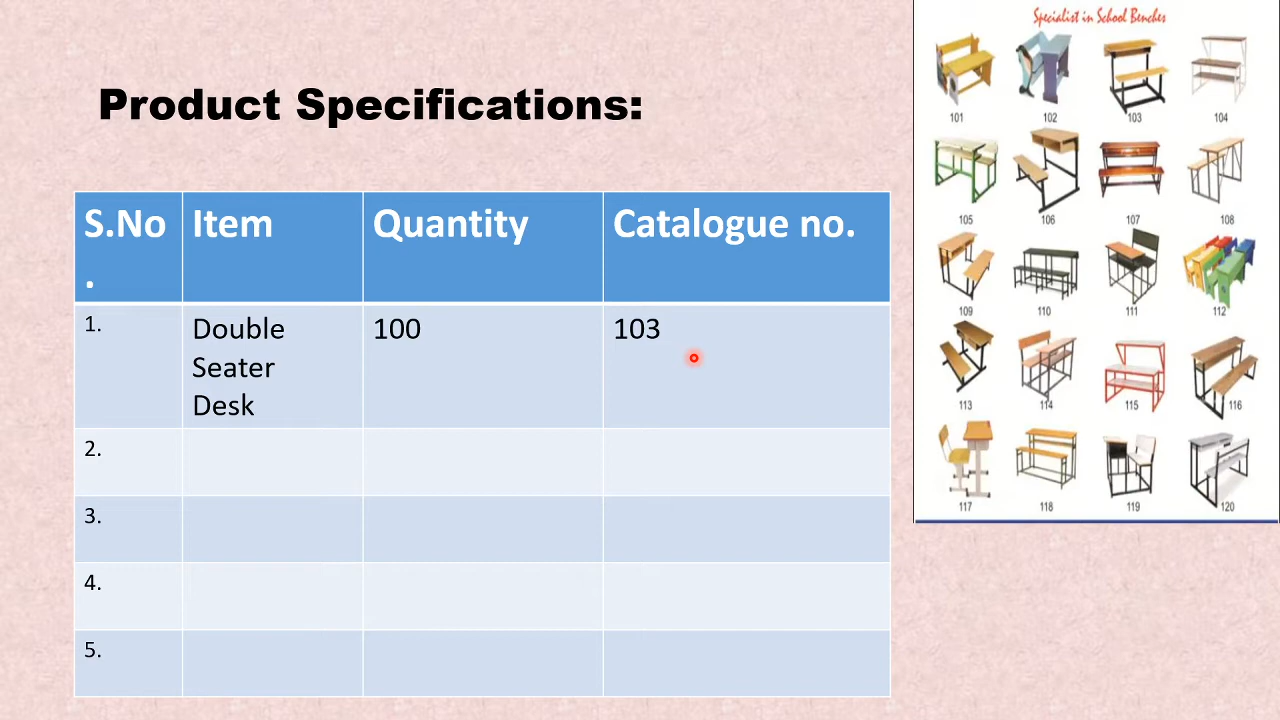 Specialist in School Benches
Product Specifications:
S.No
.
Item
Quantity
Catalogue no.
1.
Double
Seater
Desk
100
103
2.
3.
4.
5.
101 102 103 104
105 106 107 108
109 110 111 112
113 114 115 116
117 118 119 120